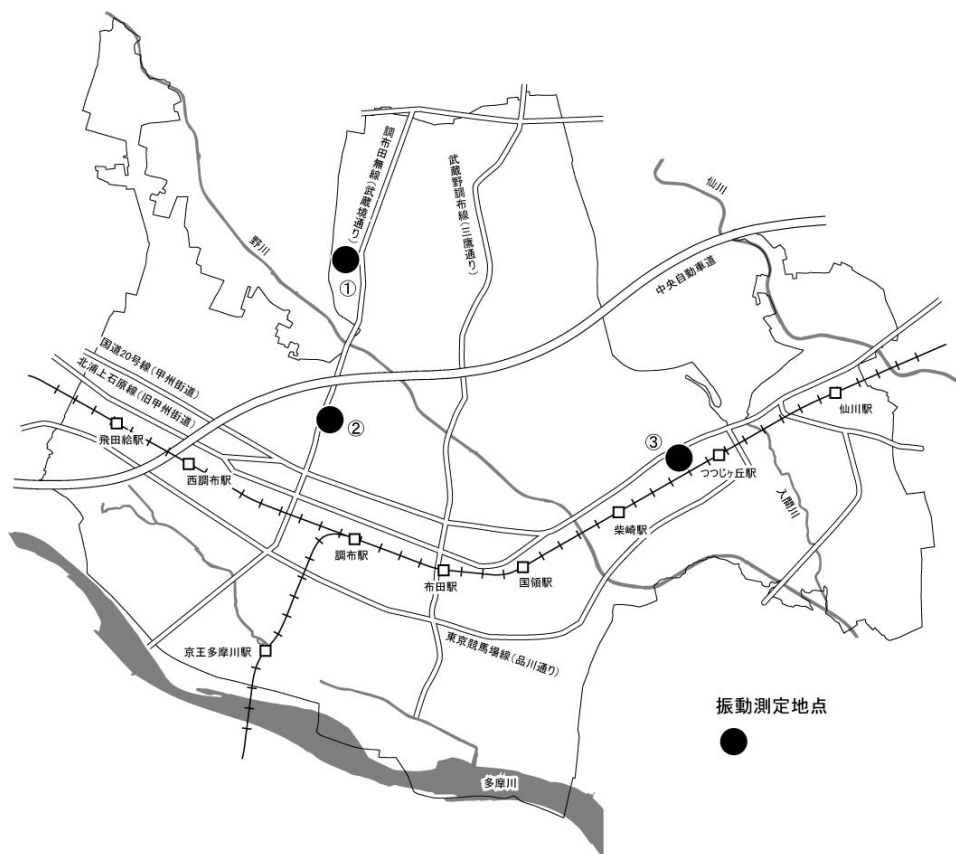 仙川
調布田無線(武蔵境通り)
武蔵野調布線(三鷹通り)
野川
中央自動車道
①
国道20号線(甲州街道)
北浦上石原線(旧甲州街道)
②
③
仙川駅
飛田給駅
西調布駅
つつじヶ丘駅
入間川
柴崎駅
調布駅
布田駅
国領駅
東京競馬場線(品川通り)
京王多摩川駅
振動測定地点
多摩川